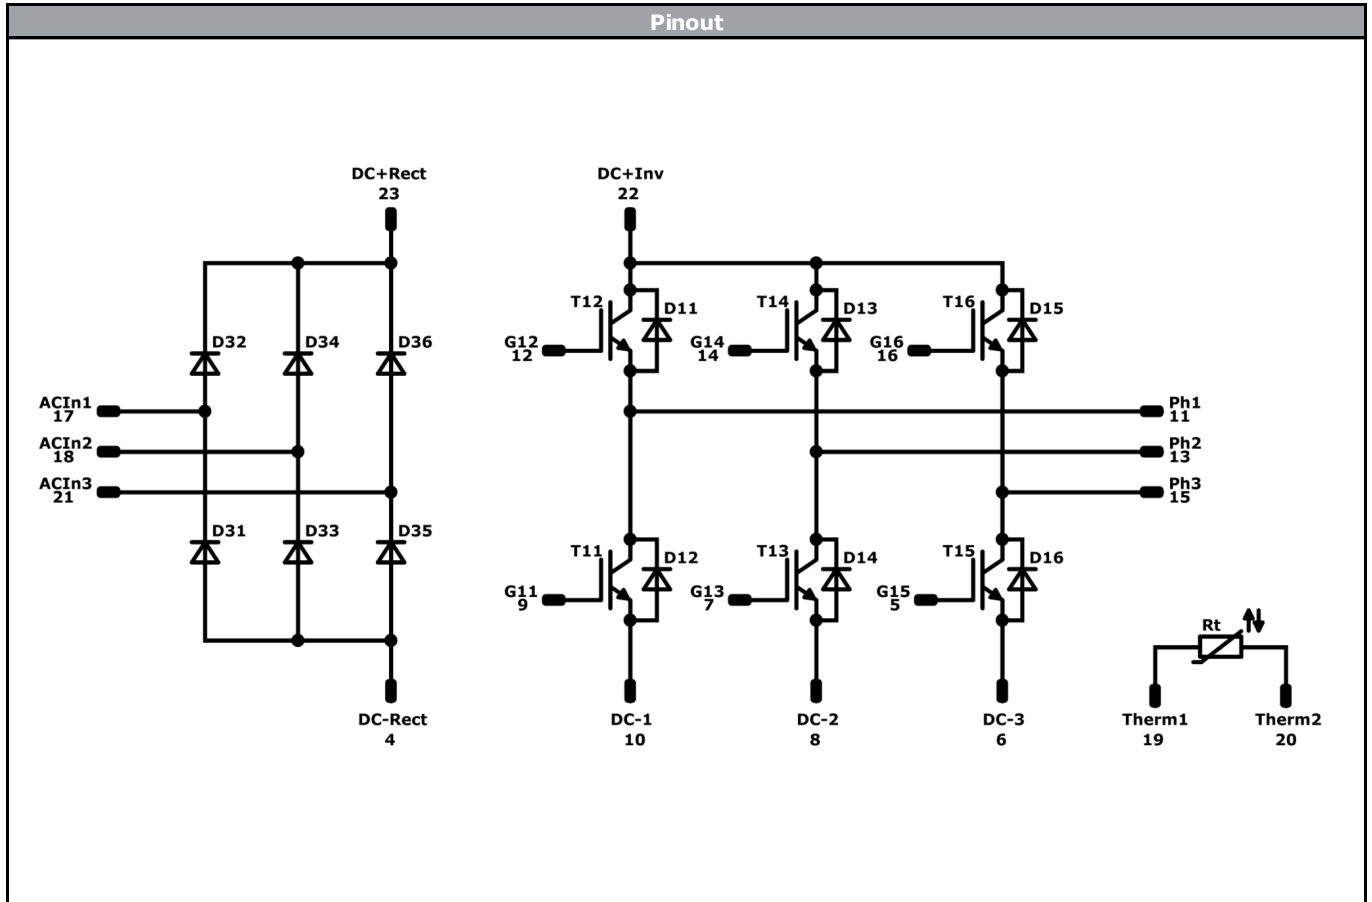 Pinout
DC+Rect
23
DC+Inv
22
T12
D11
T14
D13
T16
D15
D32
D34
D36
G12
12
G14
14
G16
16
ACIn1
17
Ph1
11
ACIn2
18
Ph2
13
ACIn3
21
Ph3
15
D31
D33
D35
T11
D12
T13
D14
T15
D16
G11
9
G13
7
G15
5
Rt
DC-Rect
4
DC-1
10
DC-2
8
DC-3
6
Therm1
19
Therm2
20